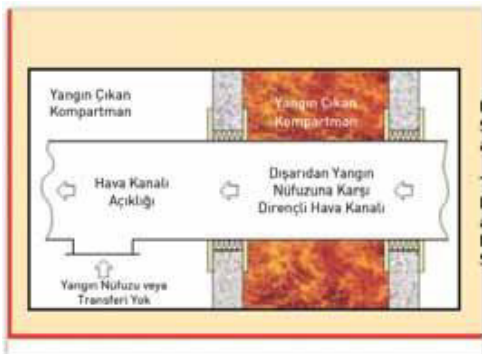 Yangın Çıkan
Kompartman
Yangın Çıkan
Kompartman
Hava Kanalı
Açıklığı
Dışarıdan Yangın
Nüfuzuna Karşı
Dirençli Hava Kanalı
Yangın Nüfuzu veya
Transferi Yok